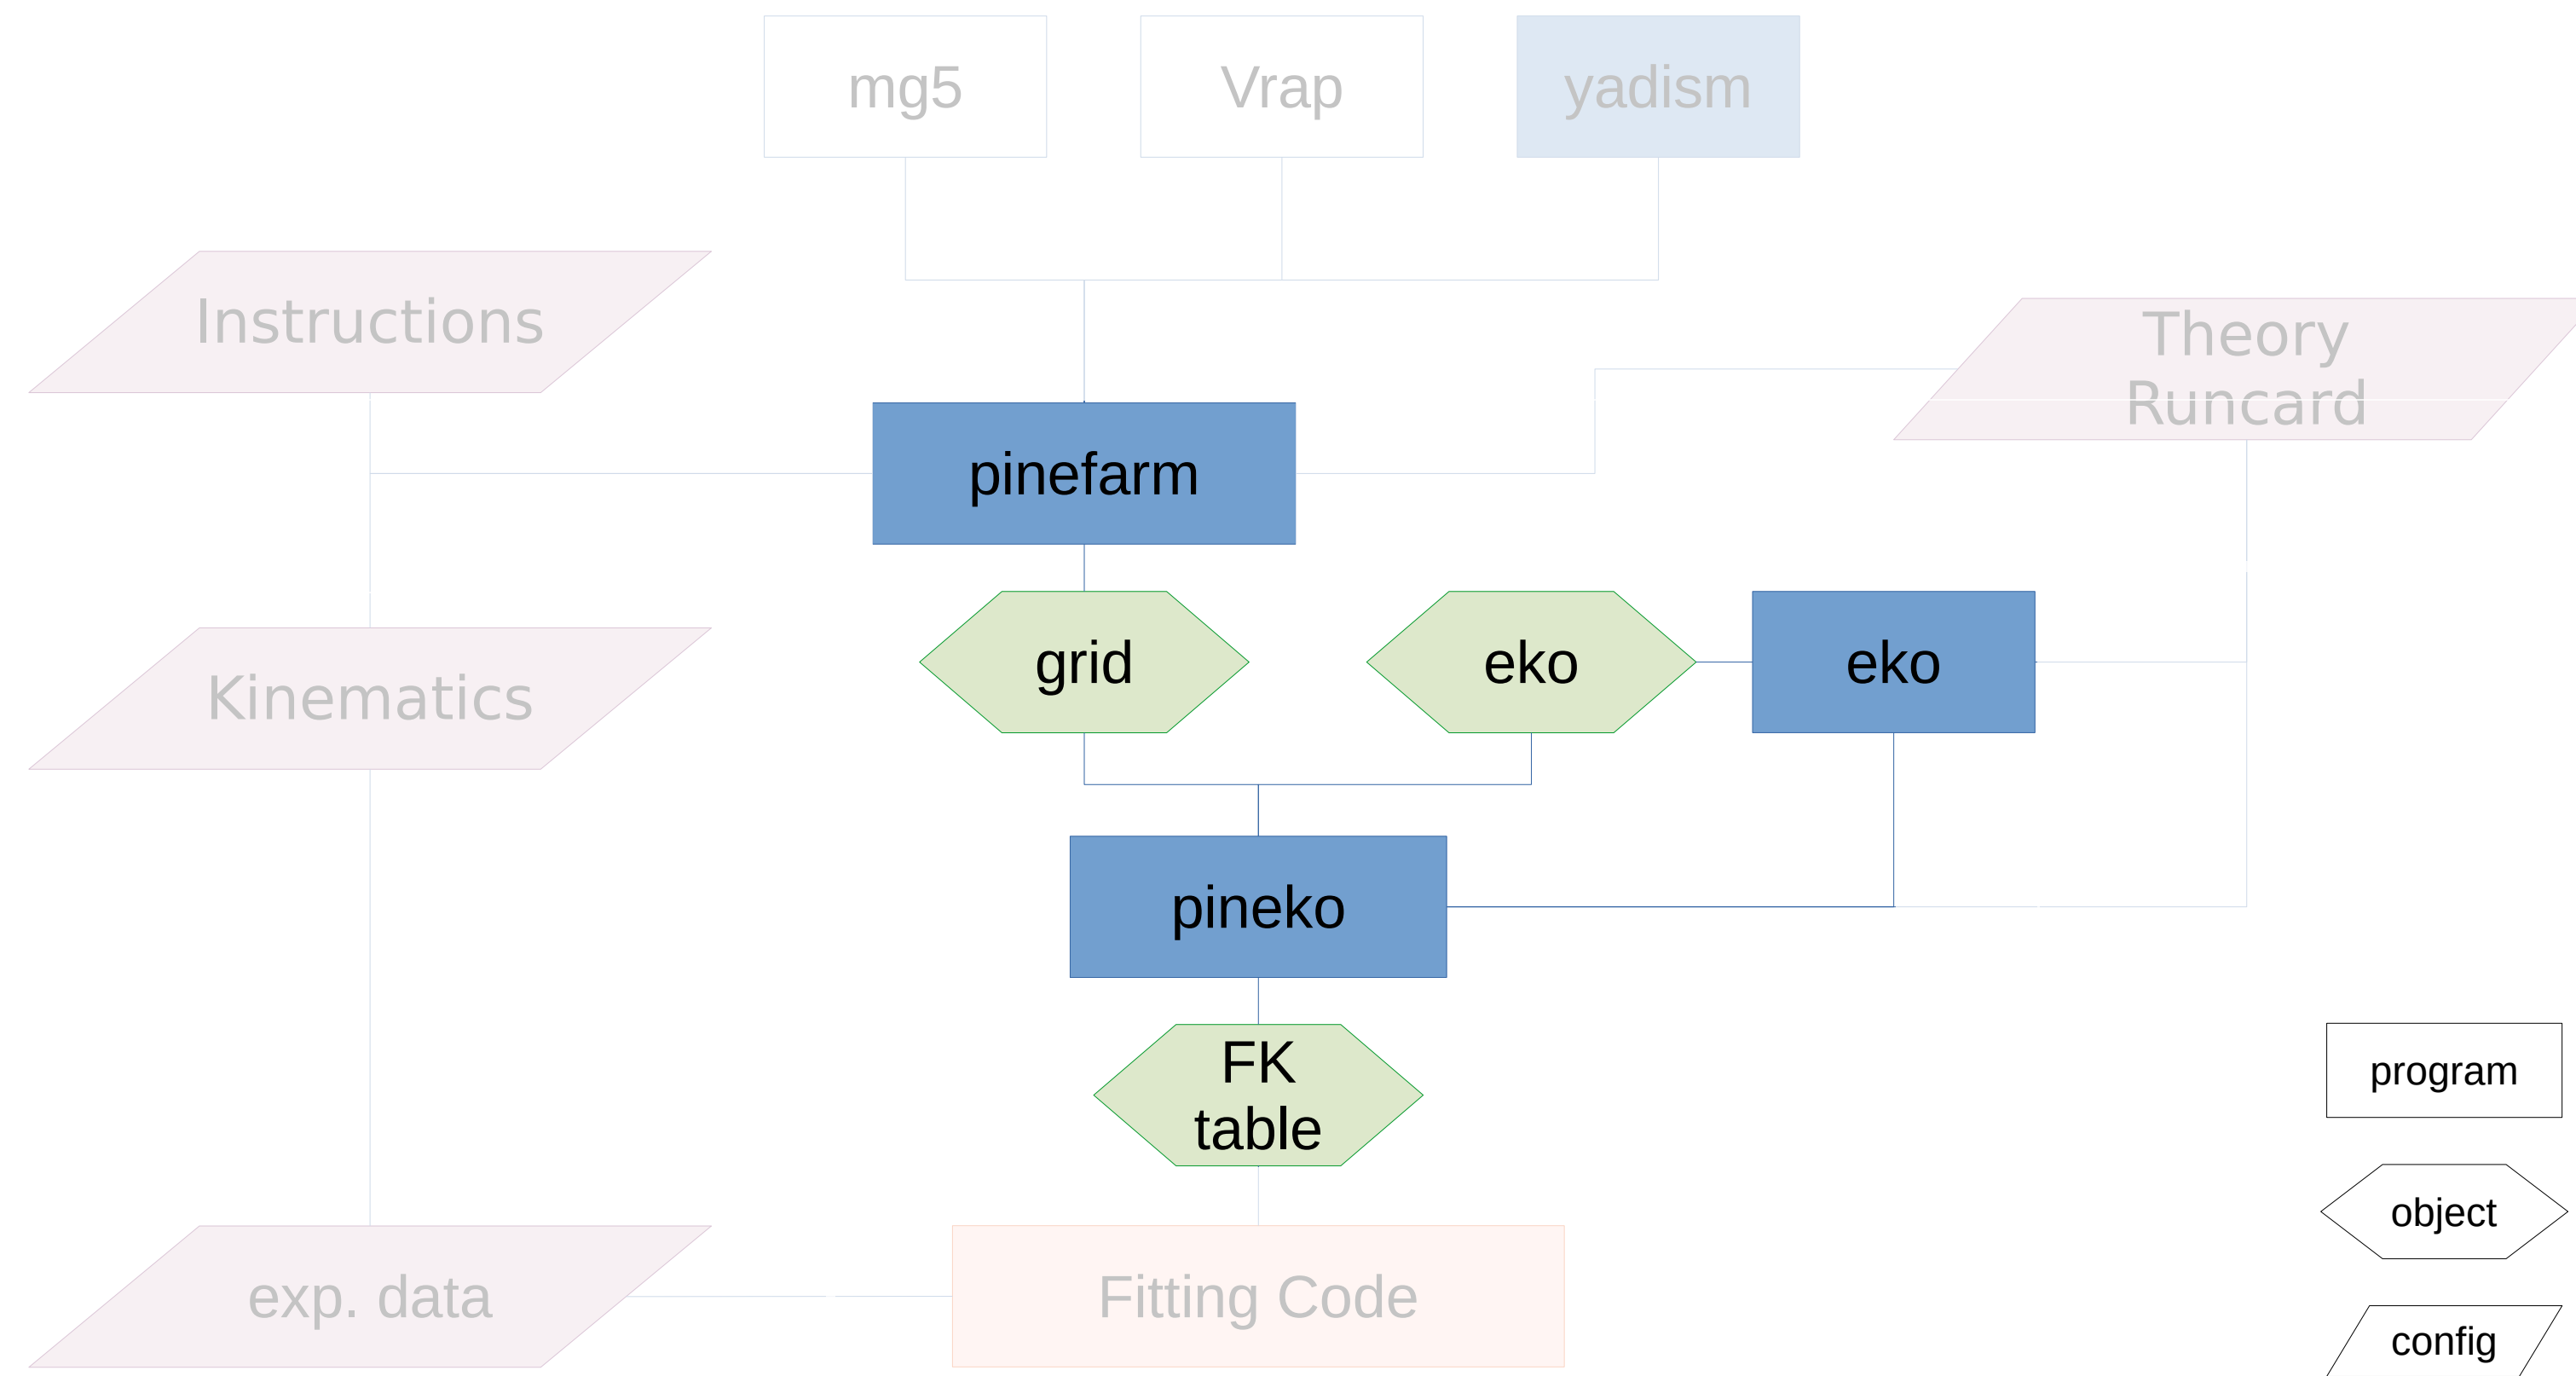 mg5
Vrap
yadism
Instructions
Theory
Runcard
pinefarm
grid
eko
eko
Kinematics
pineko
FK
table
program
object
exp. data
Fitting Code
config